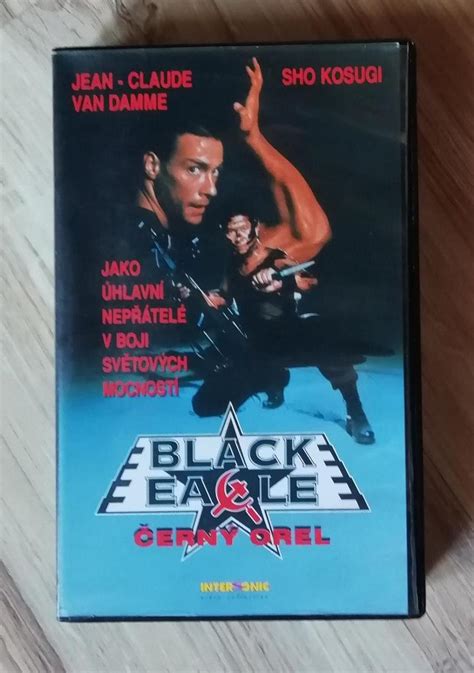 JEAN - CLAUDE
VAN DAMME
SHO KOSUGI
JAKO
ÚHLAVNÍ
NEPŘÁTELÉ
V BOJI
SVĚTOVÝCH
MOCNOSTÍ
BLACK
EAGLE
ČERNÝ OREL
INTERSONIC